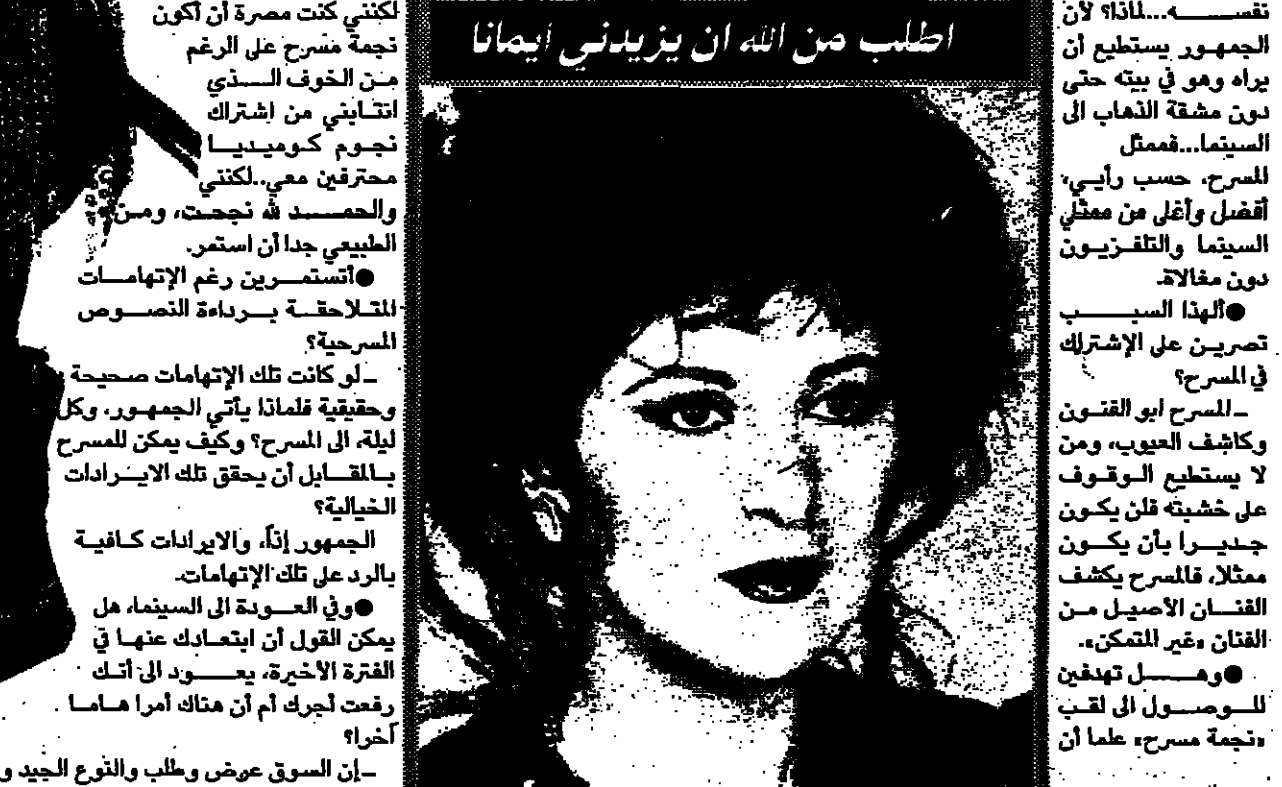 اطلب من الله ان يزيدني ايمانا
نفسه...لماذا؟ لأن
الجمهور يستطيع أن
يراه وهو في بيته حتى
دون مشقة الذهاب الى
السينما...فممثل
المسرح، حسب رأيي،
أفضل وأغلى من ممثلي
السينما والتلفزيون
دون مغالاة.
●ألهذا السبب
تصرين على الإشتراك
في المسرح؟
ـ المسرح ابو الفنون
وكاشف العيوب، ومن
لا يستطيع الوقوف
على خشبته فلن يكون
جديرا بأن يكون
ممثلا، فالمسرح يكشف
الفنان الأصيل من
الفنان «غير المتمكن».
●وهل تهدفين
للوصول الى لقب
«نجمة مسرح» علما أن
لكنني كنت مصرة أن أكون
نجمة مسرح على الرغم
من الخوف الذي
انتابني من اشتراك
نجوم كوميديا
محترفين معي..لكنني
والحمد لله نجحت، ومن
الطبيعي جدا أن استمر.
●أتستمرين رغم الإتهامات
المتلاحقة برداءة النصوص
المسرحية؟
ـ لو كانت تلك الإتهامات صحيحة
وحقيقية فلماذا يأتي الجمهور، وكل
ليلة، الى المسرح؟ وكيف يمكن للمسرح
بالمقابل أن يحقق تلك الايرادات
الخيالية؟
الجمهور إذاً، والايرادات كافية
بالرد على تلك الإتهامات.
●وفي العودة الى السينما، هل
يمكن القول أن ابتعادك عنها في
الفترة الأخيرة، يعود الى أنك
رفعت أجرك أم أن هناك أمرا هاما
آخرا؟
ـ إن السوق عرض وطلب والنوع الجيد و